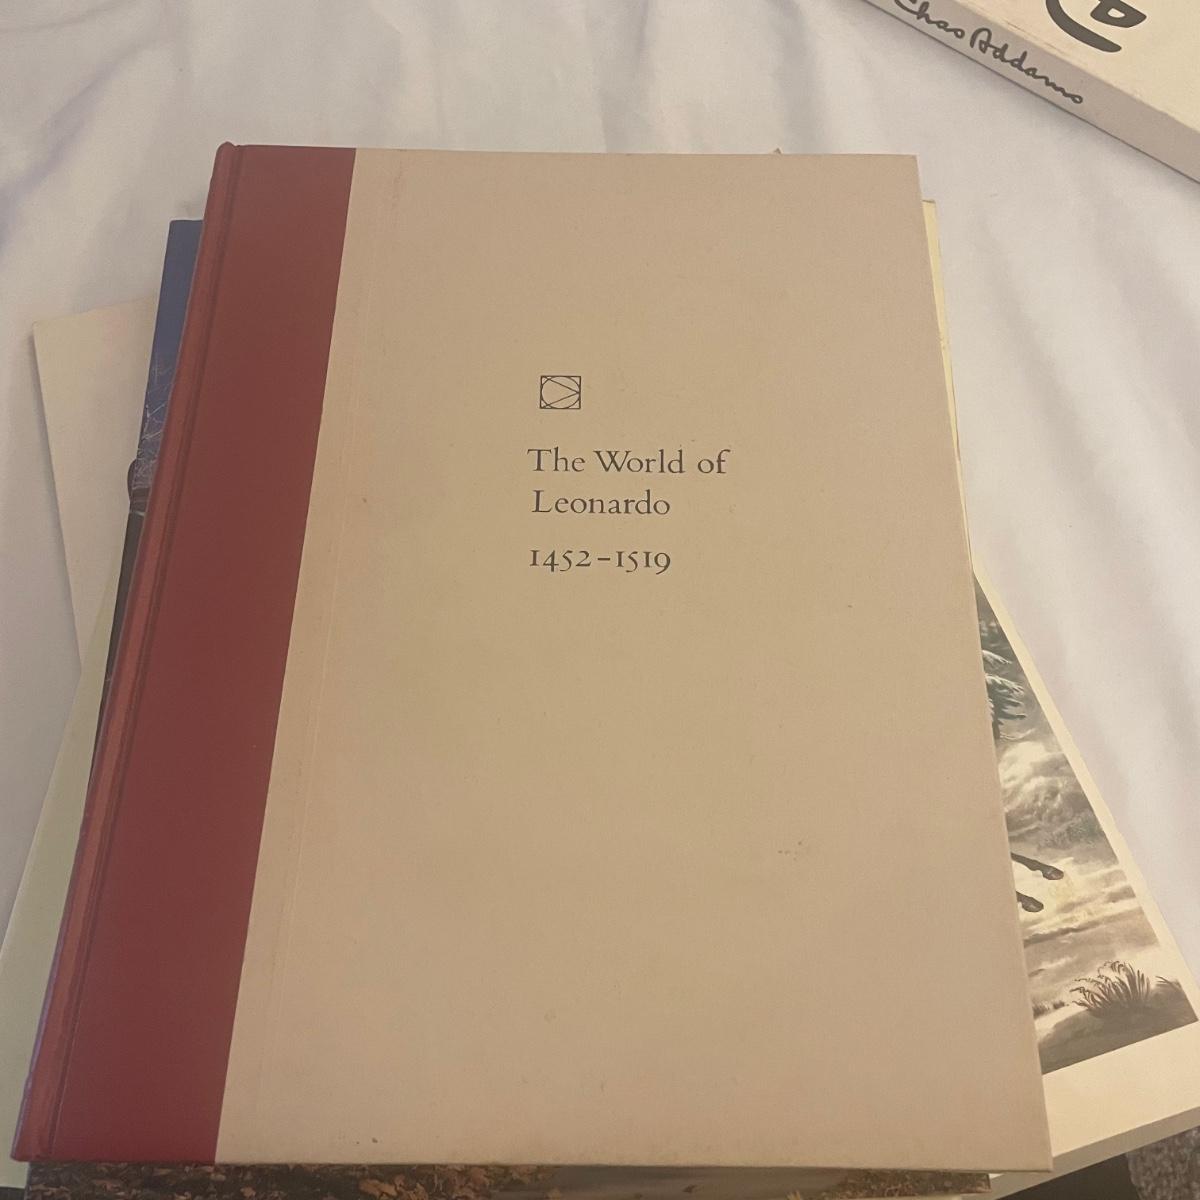 Chas Addams
The World of
Leonardo
1452–1519